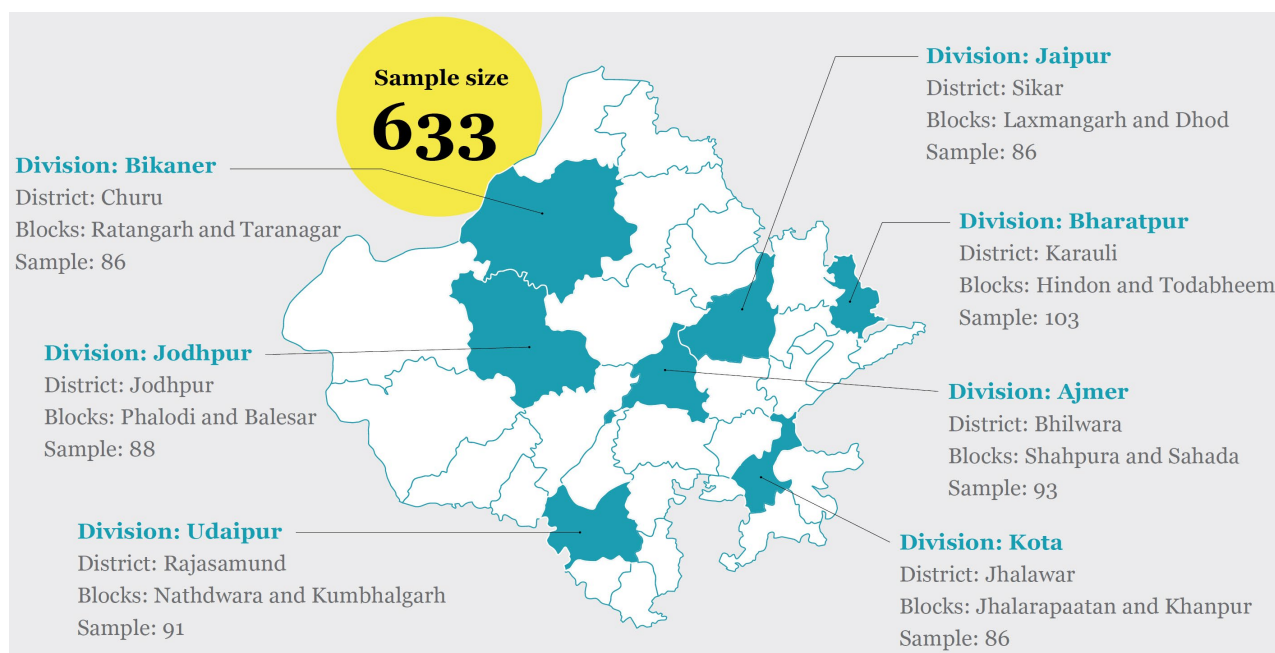 Sample size
633
Division: Bikaner
District: Churu
Blocks: Ratangarh and Taranagar
Sample: 86
Division: Jodhpur
District: Jodhpur
Blocks: Phalodi and Balesar
Sample: 88
Division: Udaipur
District: Rajasamund
Blocks: Nathdwara and Kumbhalgarh
Sample: 91
Division: Jaipur
District: Sikar
Blocks: Laxmangarh and Dhod
Sample: 86
Division: Bharatpur
District: Karauli
Blocks: Hindon and Todabheem
Sample: 103
Division: Ajmer
District: Bhilwara
Blocks: Shahpura and Sahada
Sample: 93
Division: Kota
District: Jhalawar
Blocks: Jhalarapaatan and Khanpur
Sample: 86